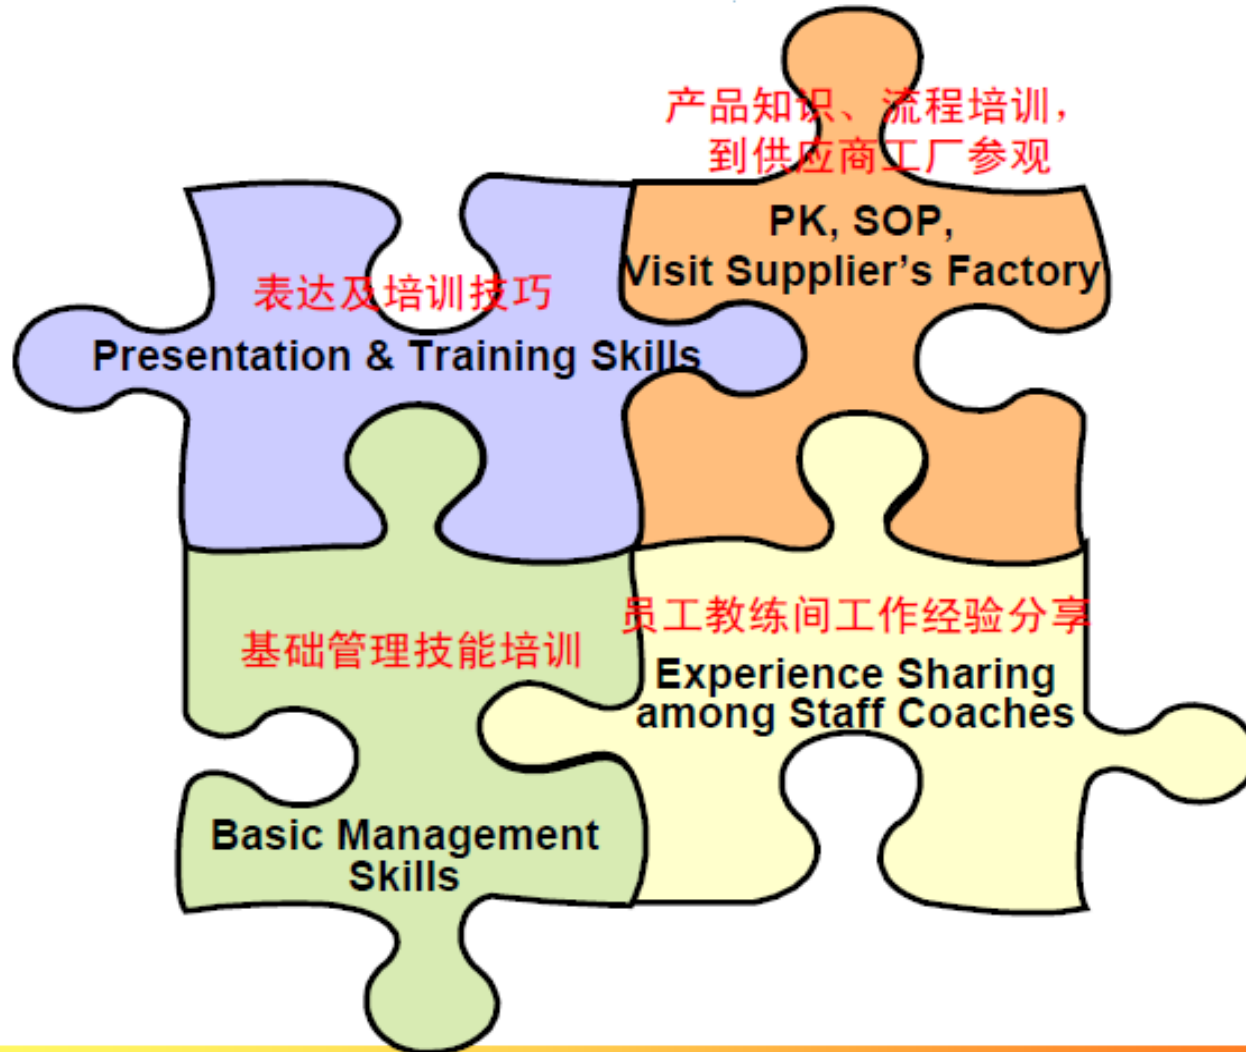 产品知识、流程培训，
到供应商工厂参观
PK, SOP,
Visit Supplier’s Factory
表达及培训技巧
Presentation & Training Skills
基础管理技能培训
Basic Management
Skills
员工教练间工作经验分享
Experience Sharing
among Staff Coaches